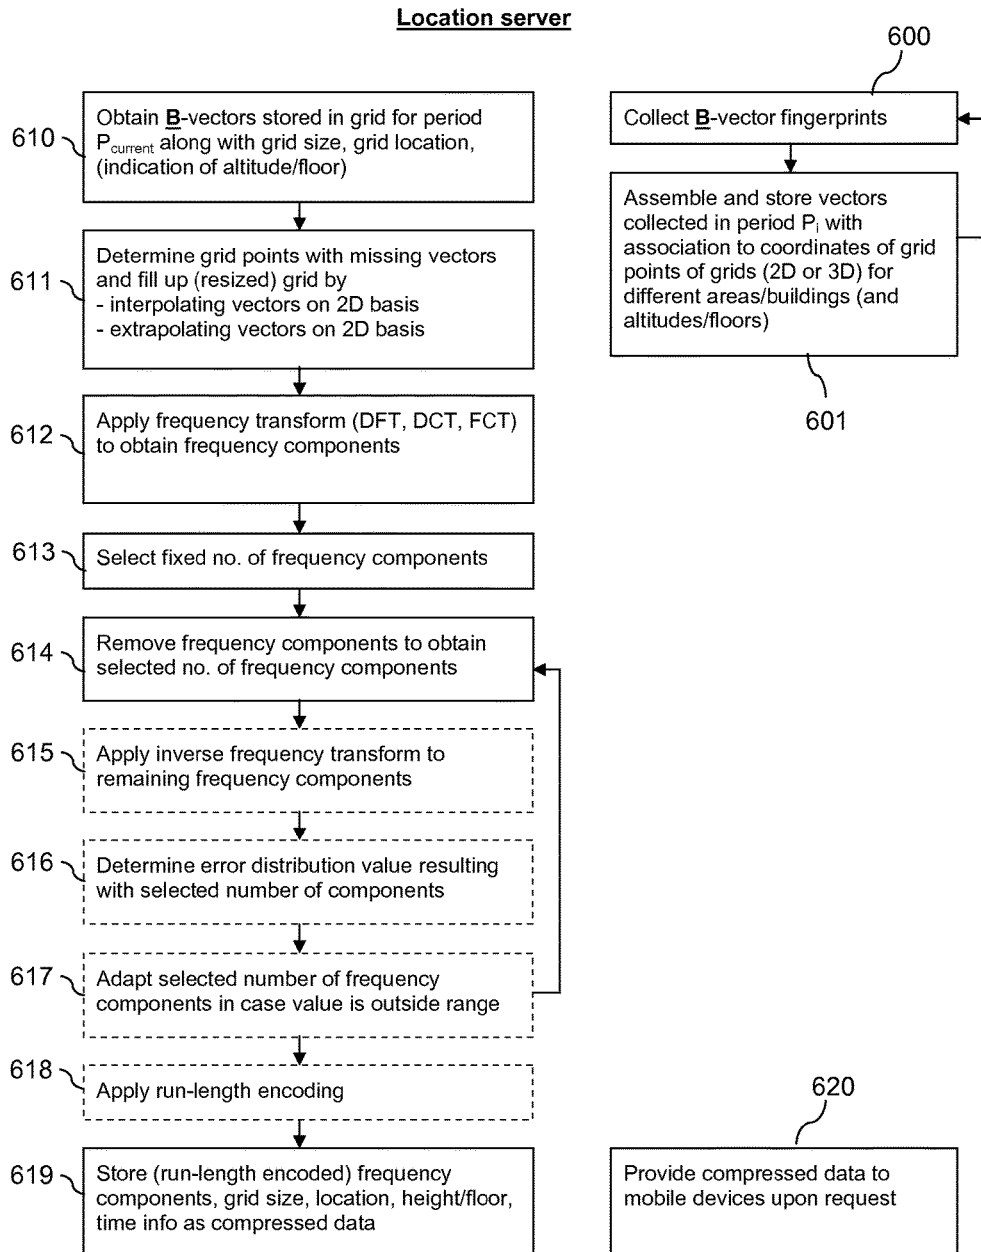 Location server
600
610
Obtain B-vectors stored in grid for period
Pcurrent along with grid size, grid location,
(indication of altitude/floor)
Collect B-vector fingerprints
611
Determine grid points with missing vectors
and fill up (resized) grid by
- interpolating vectors on 2D basis
- extrapolating vectors on 2D basis
Assemble and store vectors
collected in period Pi with
association to coordinates of grid
points of grids (2D or 3D) for
different areas/buildings (and
altitudes/floors)
601
612
Apply frequency transform (DFT, DCT, FCT)
to obtain frequency components
613
Select fixed no. of frequency components
614
Remove frequency components to obtain
selected no. of frequency components
615
Apply inverse frequency transform to
remaining frequency components
616
Determine error distribution value resulting
with selected number of components
617
Adapt selected number of frequency
components in case value is outside range
618
Apply run-length encoding
619
Store (run-length encoded) frequency
components, grid size, location, height/floor,
time info as compressed data
620
Provide compressed data to
mobile devices upon request